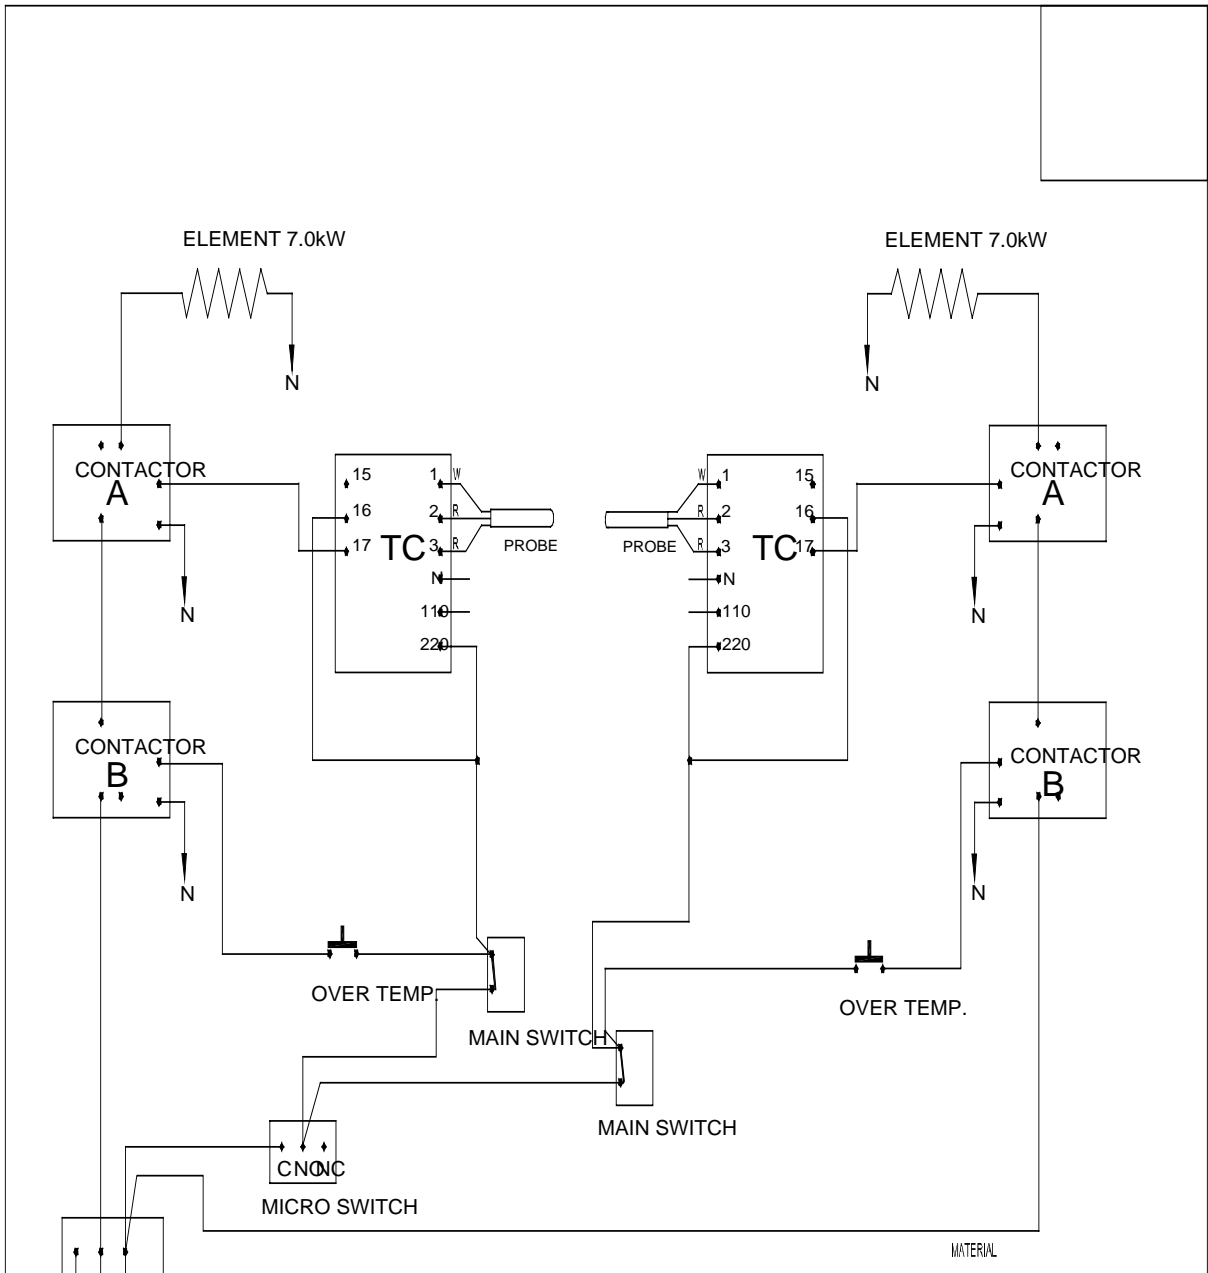 ELEMENT 7.0kW
ELEMENT 7.0kW
N
N
CONTACTOR
A
15
16
17
TC
1
2
3
N
110
220
W
R
R
PROBE
PROBE
W
R
R
1
2
3
N
110
220
TC
15
16
17
CONTACTOR
A
N
N
CONTACTOR
B
CONTACTOR
B
N
N
OVER TEMP.
OVER TEMP.
MAIN SWITCH
MAIN SWITCH
C NO NC
MICRO SWITCH
MATERIAL